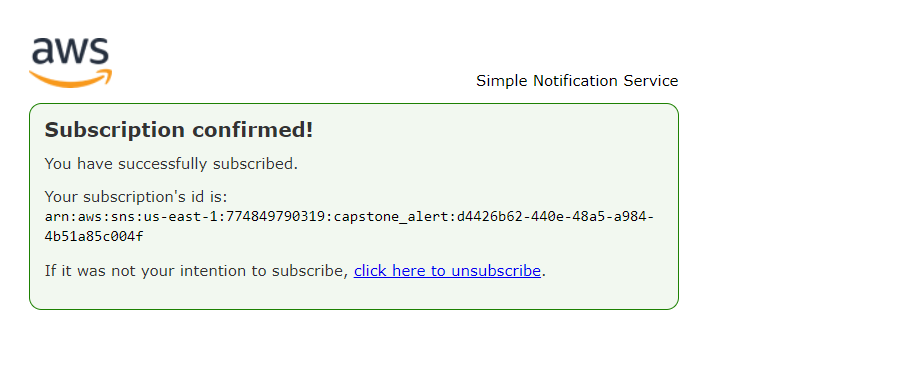 aws
Simple Notification Service
Subscription confirmed!
You have successfully subscribed.
Your subscription's id is:
arn:aws:sns:us-east-1:774849790319:capstone_alert:d4426b62-440e-48a5-a984-
4b51a85c004f
If it was not your intention to subscribe, click here to unsubscribe.